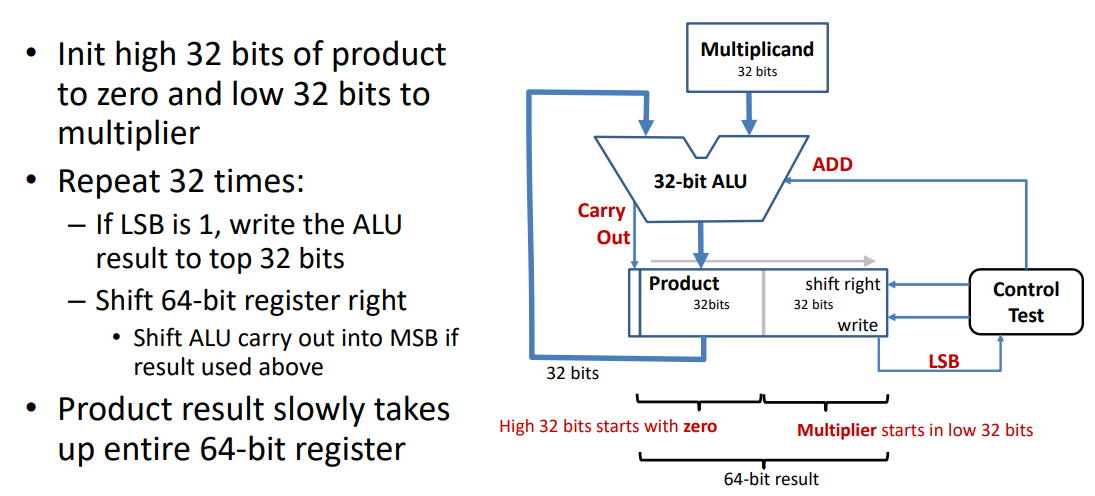 • Init high 32 bits of product
to zero and low 32 bits to
multiplier
• Repeat 32 times:
– If LSB is 1, write the ALU
result to top 32 bits
– Shift 64-bit register right
• Shift ALU carry out into MSB if
result used above
• Product result slowly takes
up entire 64-bit register
Multiplicand
32 bits
32-bit ALU
ADD
Carry
Out
Product
32bits
shift right
32 bits
write
Control
Test
LSB
32 bits
High 32 bits starts with zero
Multiplier starts in low 32 bits
64-bit result